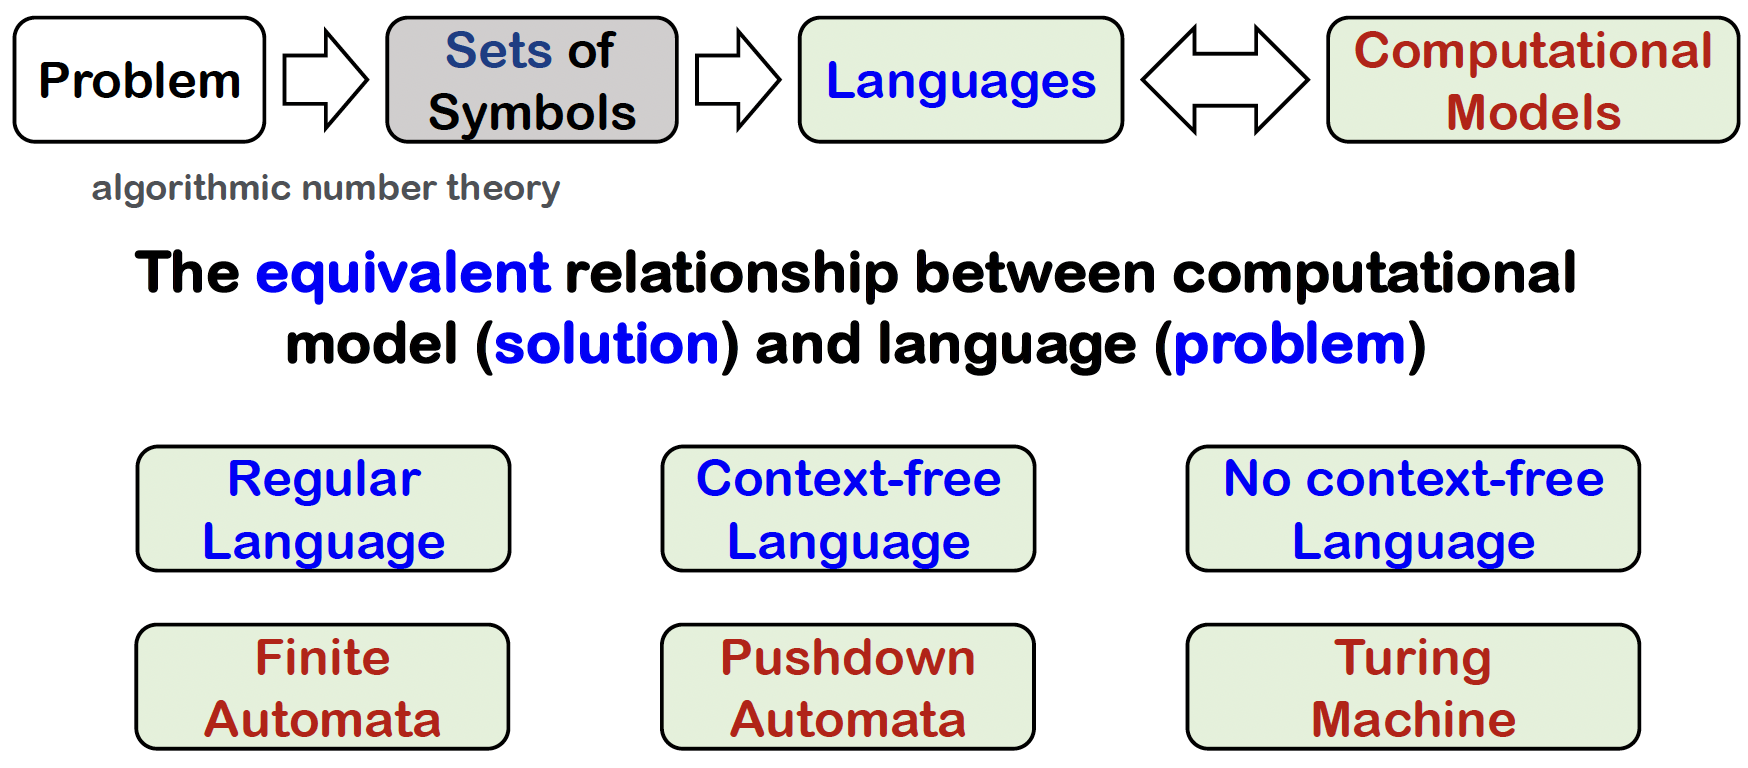 Problem
Sets of
Symbols
Languages
Computational
Models
algorithmic number theory
The equivalent relationship between computational
model (solution) and language (problem)
Regular
Language
Context-free
Language
No context-free
Language
Finite
Automata
Pushdown
Automata
Turing
Machine